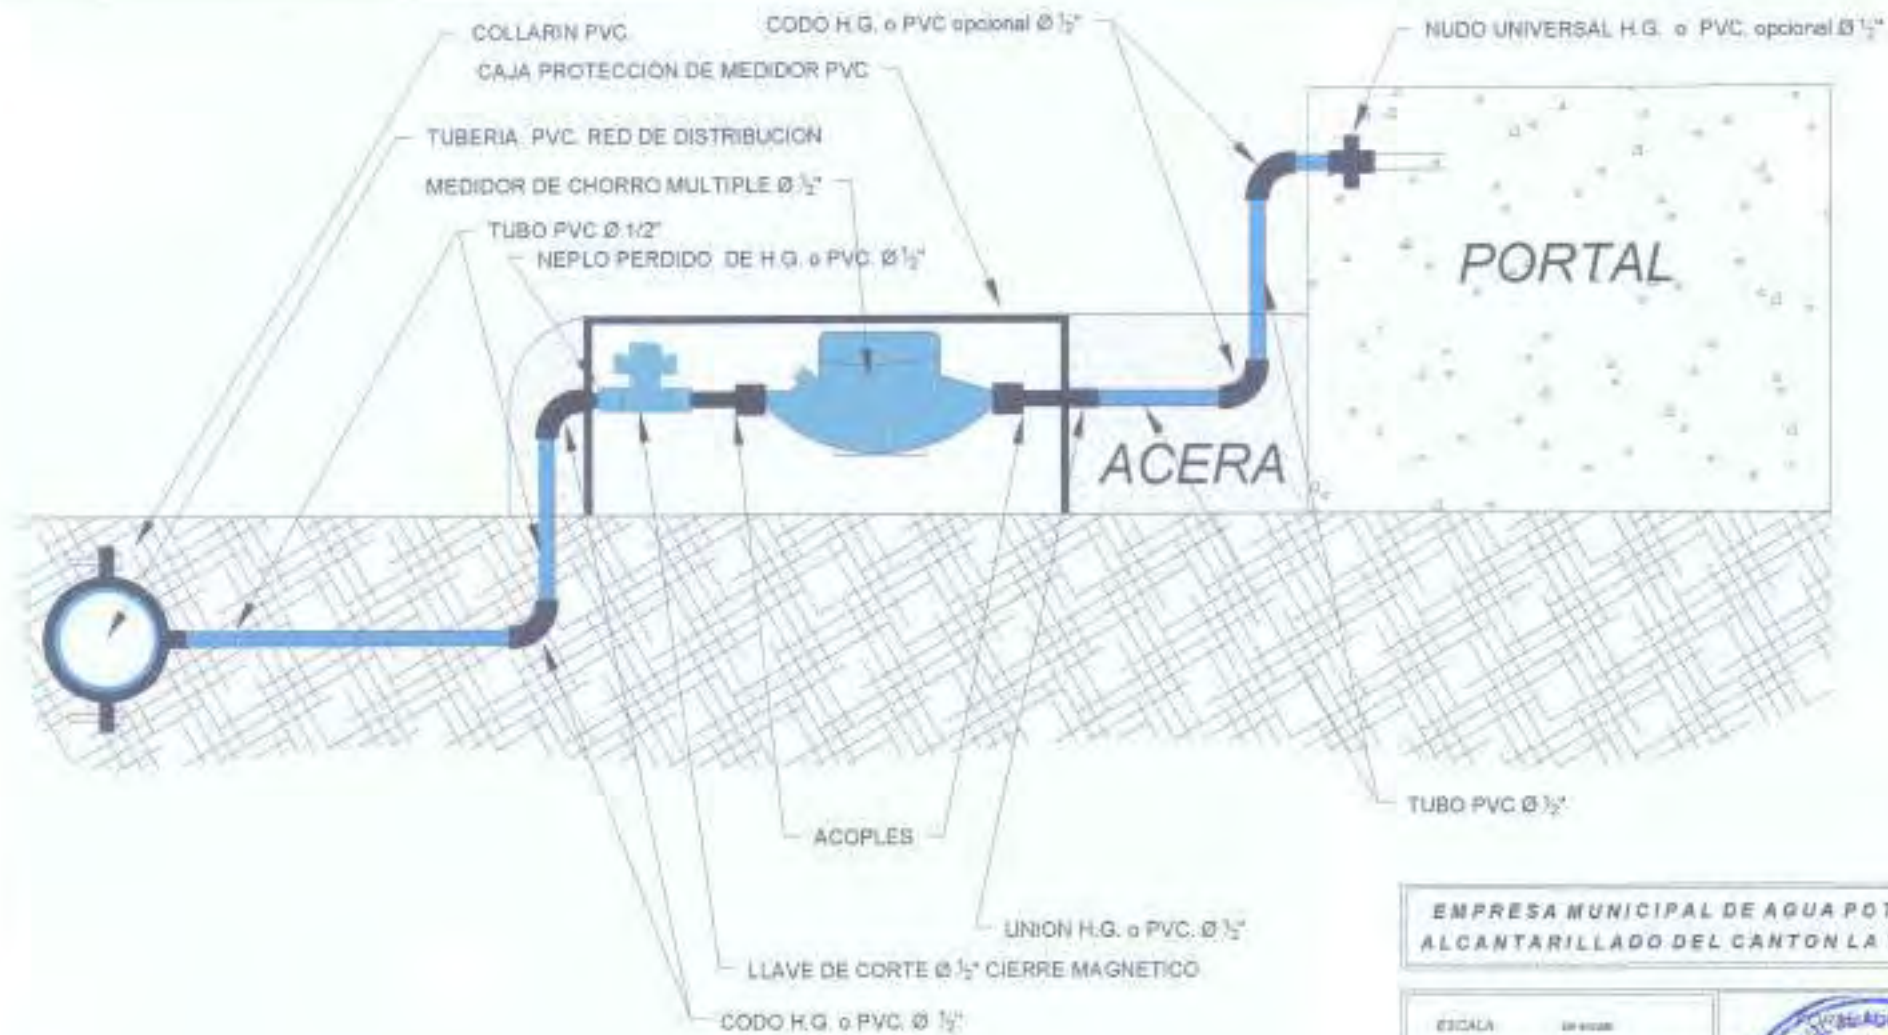 COLLARIN PVC.
CODO H.G. o PVC opcional Ø ½"
NUDO UNIVERSAL H.G. o PVC. opcional Ø ½"
CAJA PROTECCION DE MEDIDOR PVC
TUBERIA PVC. RED DE DISTRIBUCION
MEDIDOR DE CHORRO MULTIPLE Ø ½"
TUBO PVC Ø 1/2"
NEPLO PERDIDO DE H.G. o PVC. Ø ½"
PORTAL
ACERA
TUBO PVC Ø ½"
ACOPLES
UNION H.G. o PVC. Ø ½"
LLAVE DE CORTE Ø ½" CIERRE MAGNETICO
CODO H.G. o PVC. Ø ½"
EMPRESA MUNICIPAL DE AGUA POT
ALCANTARILLADO DEL CANTON LA
ESCALA